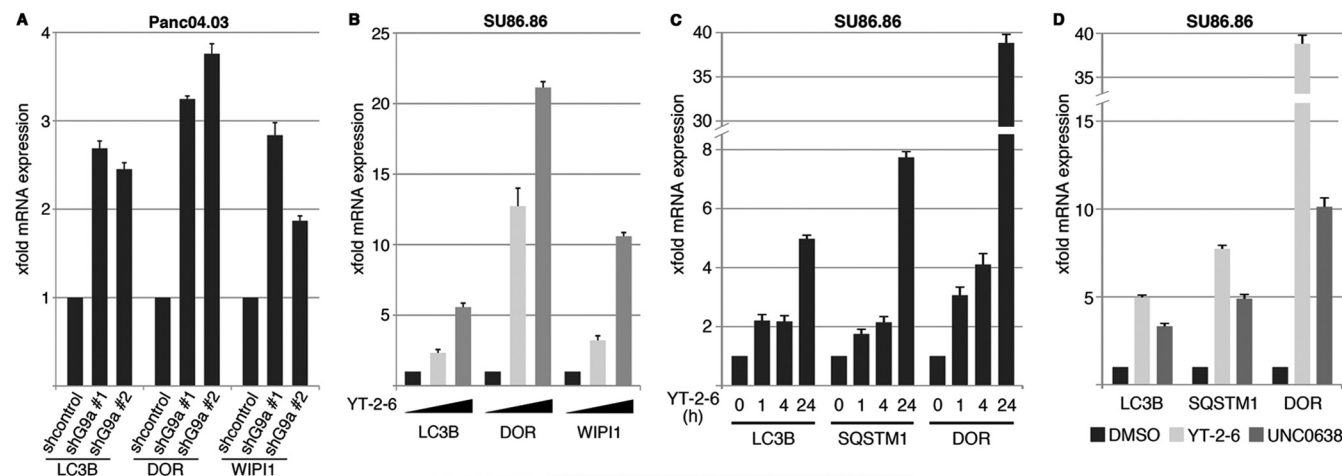 A
Panc04.03
xfold mRNA expression
4
3
2
1
shcontrol
shG9a #1
shG9a #2
shcontrol
shG9a #1
shG9a #2
shcontrol
shG9a #1
shG9a #2
LC3B DOR WIPI1
B
SU86.86
xfold mRNA expression
25
20
15
10
5
YT-2-6
LC3B DOR WIPI1
C
SU86.86
xfold mRNA expression
40
35
30
8
6
4
2
YT-2-6 0 1 4 24 0 1 4 24 0 1 4 24
(h)
LC3B SQSTM1 DOR
D
SU86.86
xfold mRNA expression
40
35
15
10
5
LC3B SQSTM1 DOR
DMSO YT-2-6 UNC0638